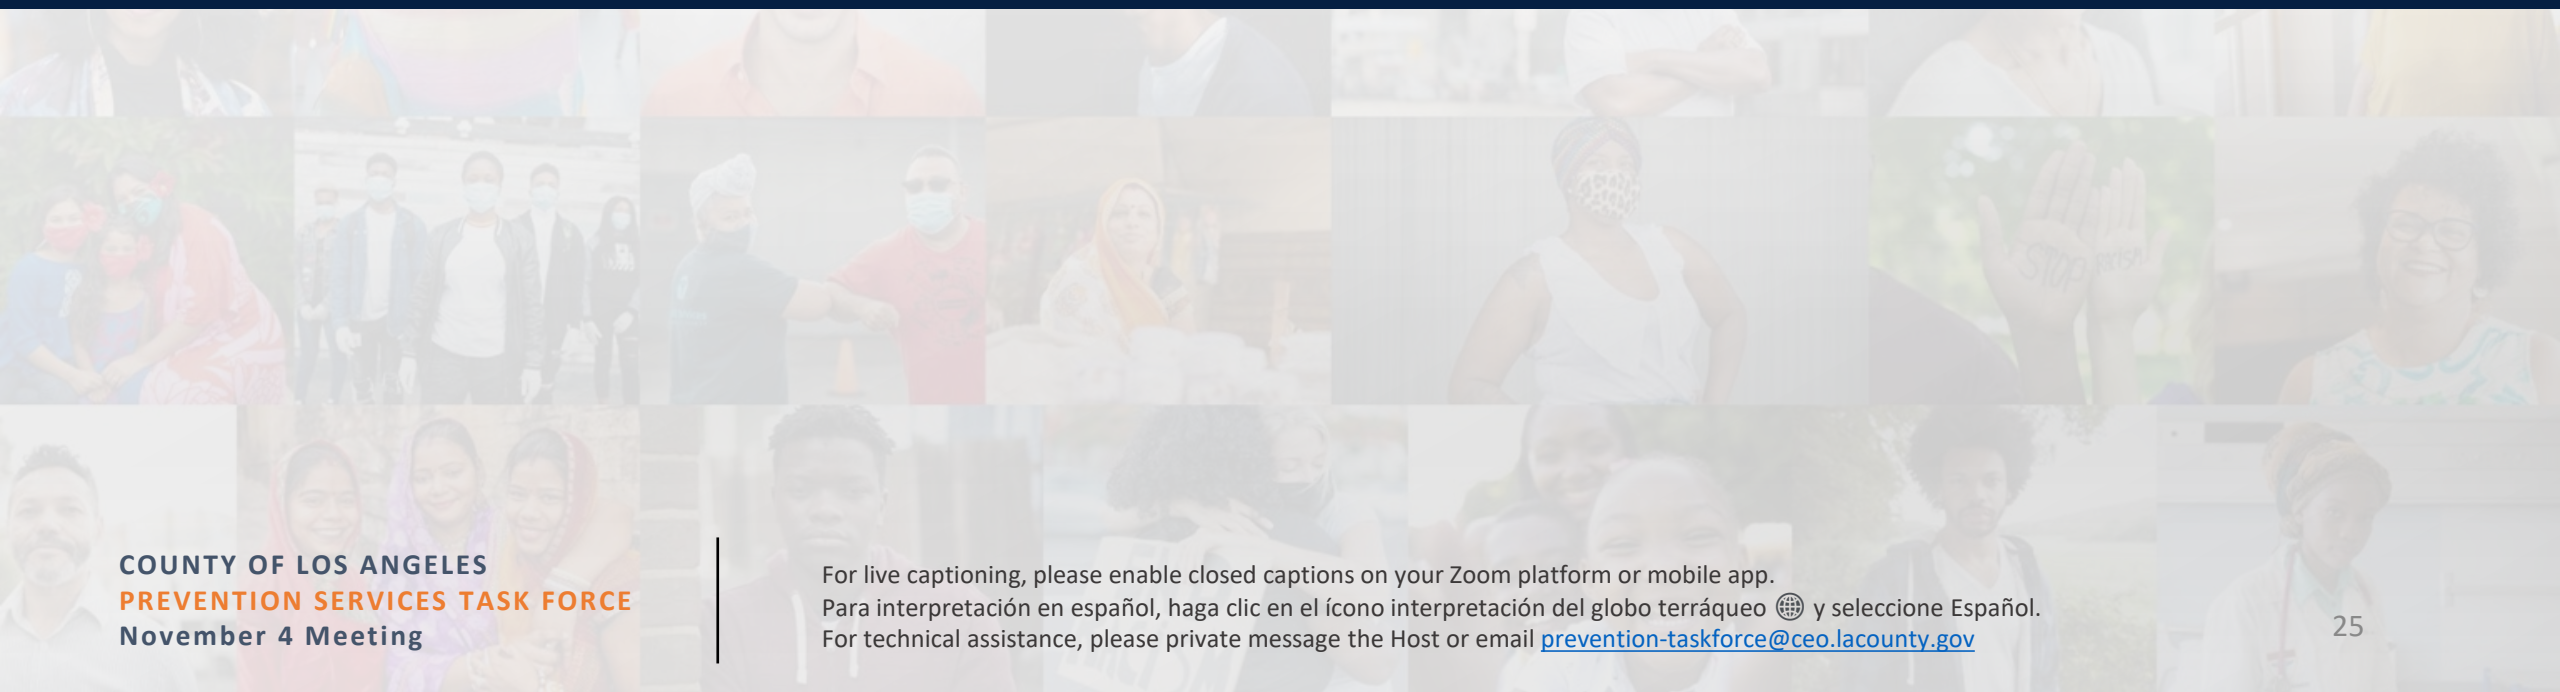 STOP racism!
COUNTY OF LOS ANGELES
PREVENTION SERVICES TASK FORCE
November 4 Meeting
For live captioning, please enable closed captions on your Zoom platform or mobile app.
Para interpretación en español, haga clic en el ícono interpretación del globo terráqueo y seleccione Español.
For technical assistance, please private message the Host or email prevention-taskforce@ceo.lacounty.gov
25